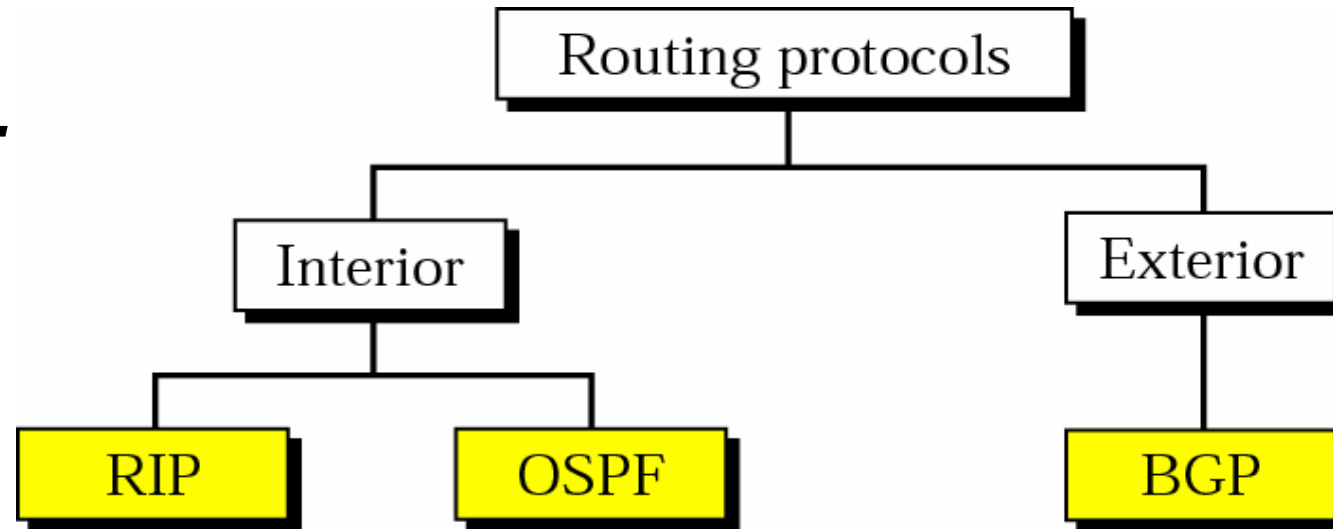 Routing protocols
Interior
Exterior
RIP
OSPF
BGP